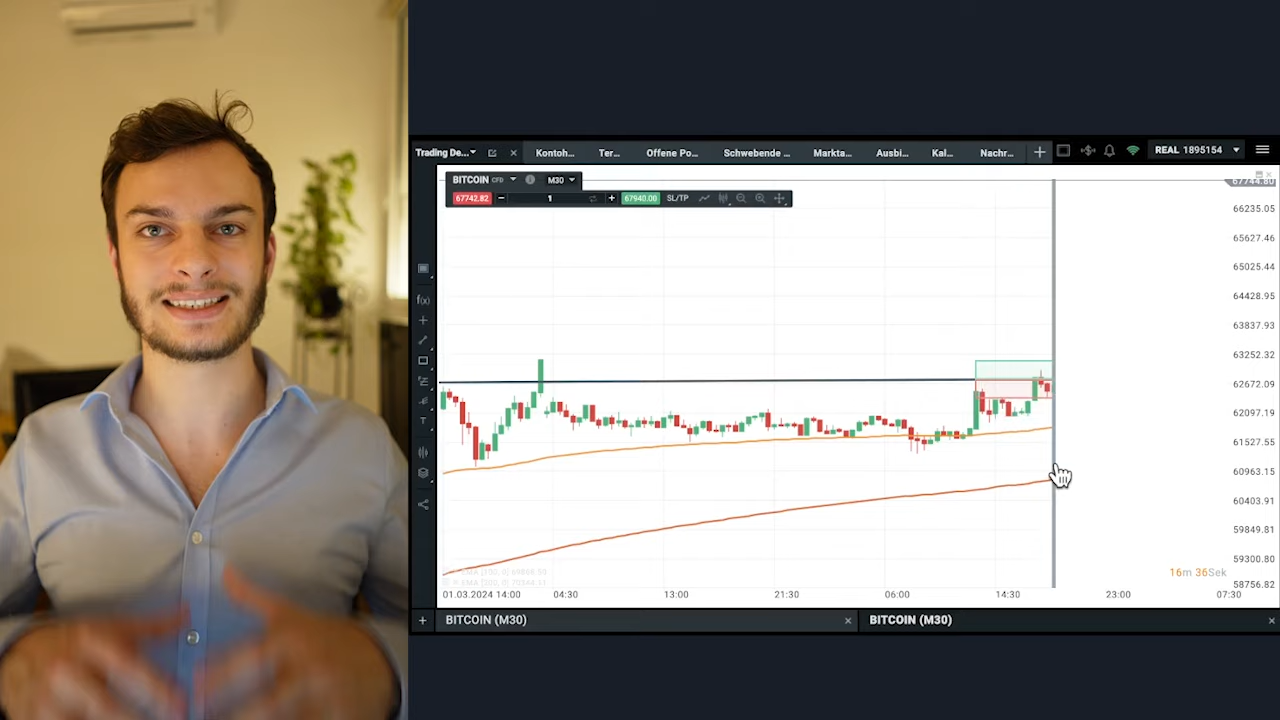 Trading De...
Kontoh...
Ter...
Offene Po...
Schwebende ...
Markta...
Ausbi...
Kal...
Nachr...
REAL 1895154
BITCOIN CFD
M30
67742.82
1
67940.00
SL/TP
67744.80
66235.05
65627.46
65025.44
64428.95
63837.93
63252.32
62672.09
62097.19
61527.55
60963.15
60403.91
59849.81
59300.80
58756.82
f(x)
T
16m 36Sek
01.03.2024 14:00
04:30
13:00
21:30
06:00
14:30
23:00
07:30
BITCOIN (M30)
BITCOIN (M30)